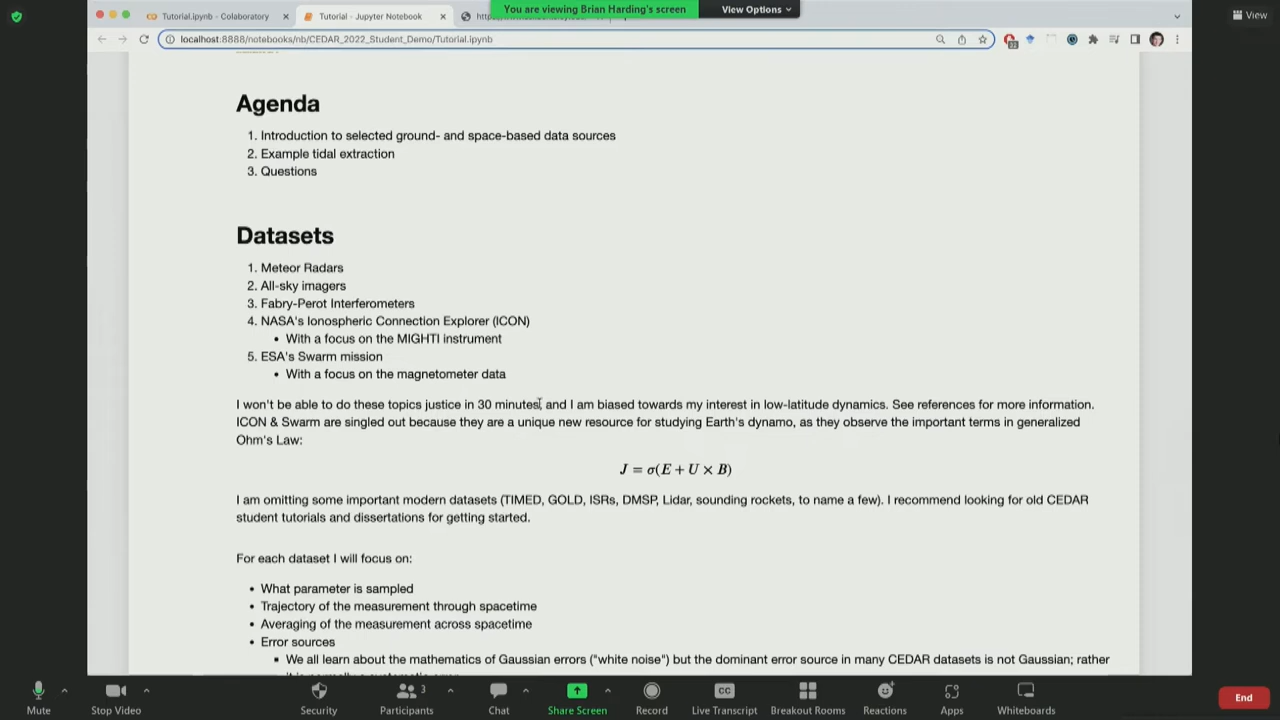 Tutorial.ipynb - Colaboratory
Tutorial - Jupyter Notebook
You are viewing Brian Harding's screen
View Options
View
localhost:8888/notebooks/nb/CEDAR_2022_Student_Demo/Tutorial.ipynb
Agenda
1. Introduction to selected ground- and space-based data sources
2. Example tidal extraction
3. Questions
Datasets
1. Meteor Radars
2. All-sky imagers
3. Fabry-Perot Interferometers
4. NASA's Ionospheric Connection Explorer (ICON)
• With a focus on the MIGHTI instrument
5. ESA's Swarm mission
• With a focus on the magnetometer data
I won't be able to do these topics justice in 30 minutes, and I am biased towards my interest in low-latitude dynamics. See references for more information.
ICON & Swarm are singled out because they are a unique new resource for studying Earth's dynamo, as they observe the important terms in generalized
Ohm's Law:
J = σ(E + U × B)
I am omitting some important modern datasets (TIMED, GOLD, ISRs, DMSP, Lidar, sounding rockets, to name a few). I recommend looking for old CEDAR
student tutorials and dissertations for getting started.
For each dataset I will focus on:
• What parameter is sampled
• Trajectory of the measurement through spacetime
• Averaging of the measurement across spacetime
• Error sources
▪ We all learn about the mathematics of Gaussian errors ("white noise") but the dominant error source in many CEDAR datasets is not Gaussian; rather
Mute
Stop Video
Security
Participants
3
Chat
Share Screen
Record
CC
Live Transcript
Breakout Rooms
Reactions
Apps
Whiteboards
End